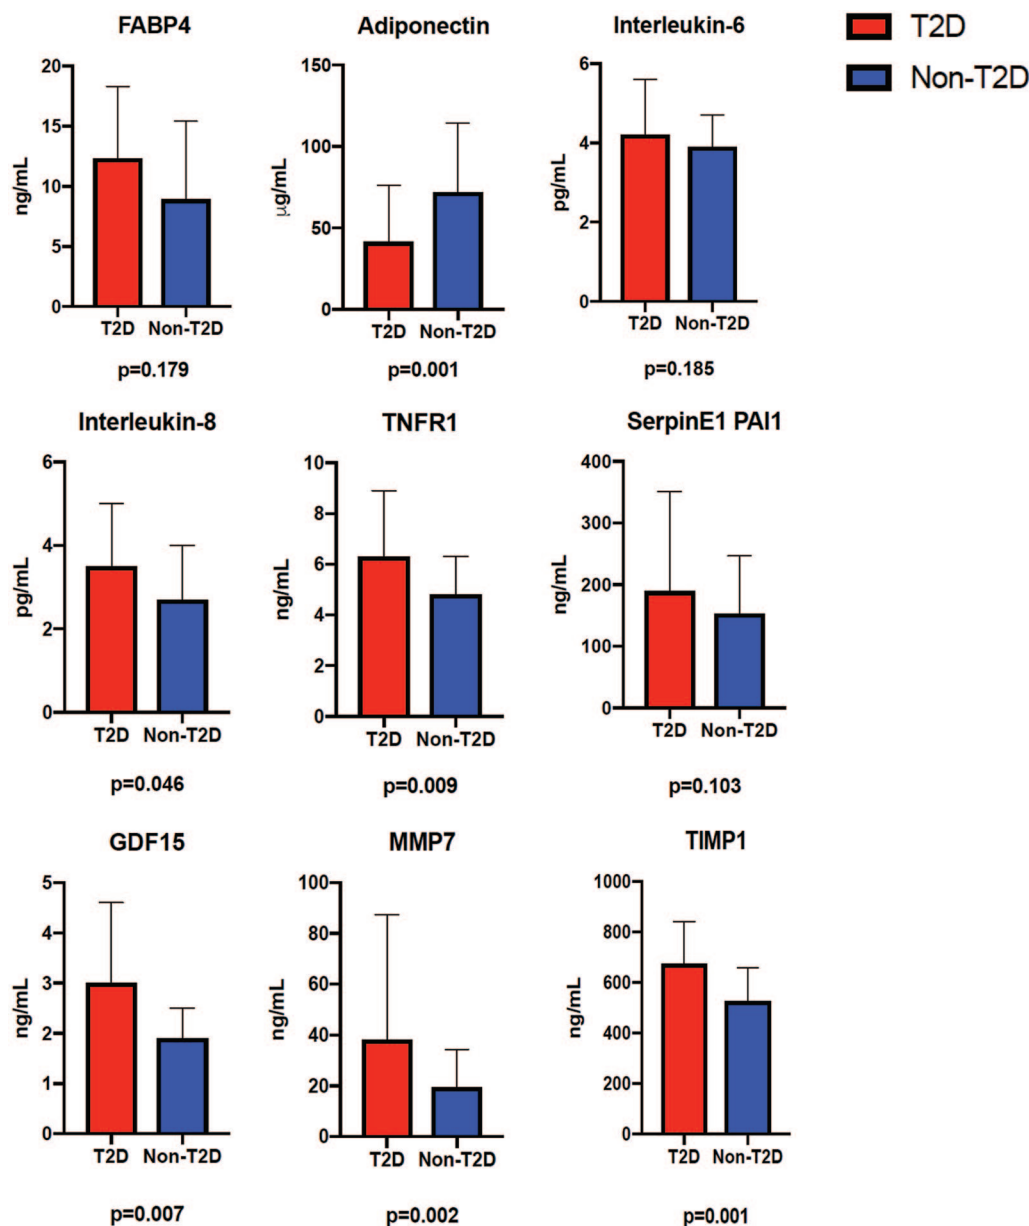 FABP4
20
15
10
5
0
ng/mL
T2D Non-T2D
p=0.179
Adiponectin
150
100
50
0
µg/mL
T2D Non-T2D
p=0.001
Interleukin-6
6
4
2
0
pg/mL
T2D Non-T2D
p=0.185
T2D
Non-T2D
Interleukin-8
6
4
2
0
pg/mL
T2D Non-T2D
p=0.046
TNFR1
10
8
6
4
2
0
ng/mL
T2D Non-T2D
p=0.009
SerpinE1 PAI1
400
300
200
100
0
ng/mL
T2D Non-T2D
p=0.103
GDF15
5
4
3
2
1
0
ng/mL
T2D Non-T2D
p=0.007
MMP7
100
80
60
40
20
0
ng/mL
T2D Non-T2D
p=0.002
TIMP1
1000
800
600
400
200
0
ng/mL
T2D Non-T2D
p=0.001